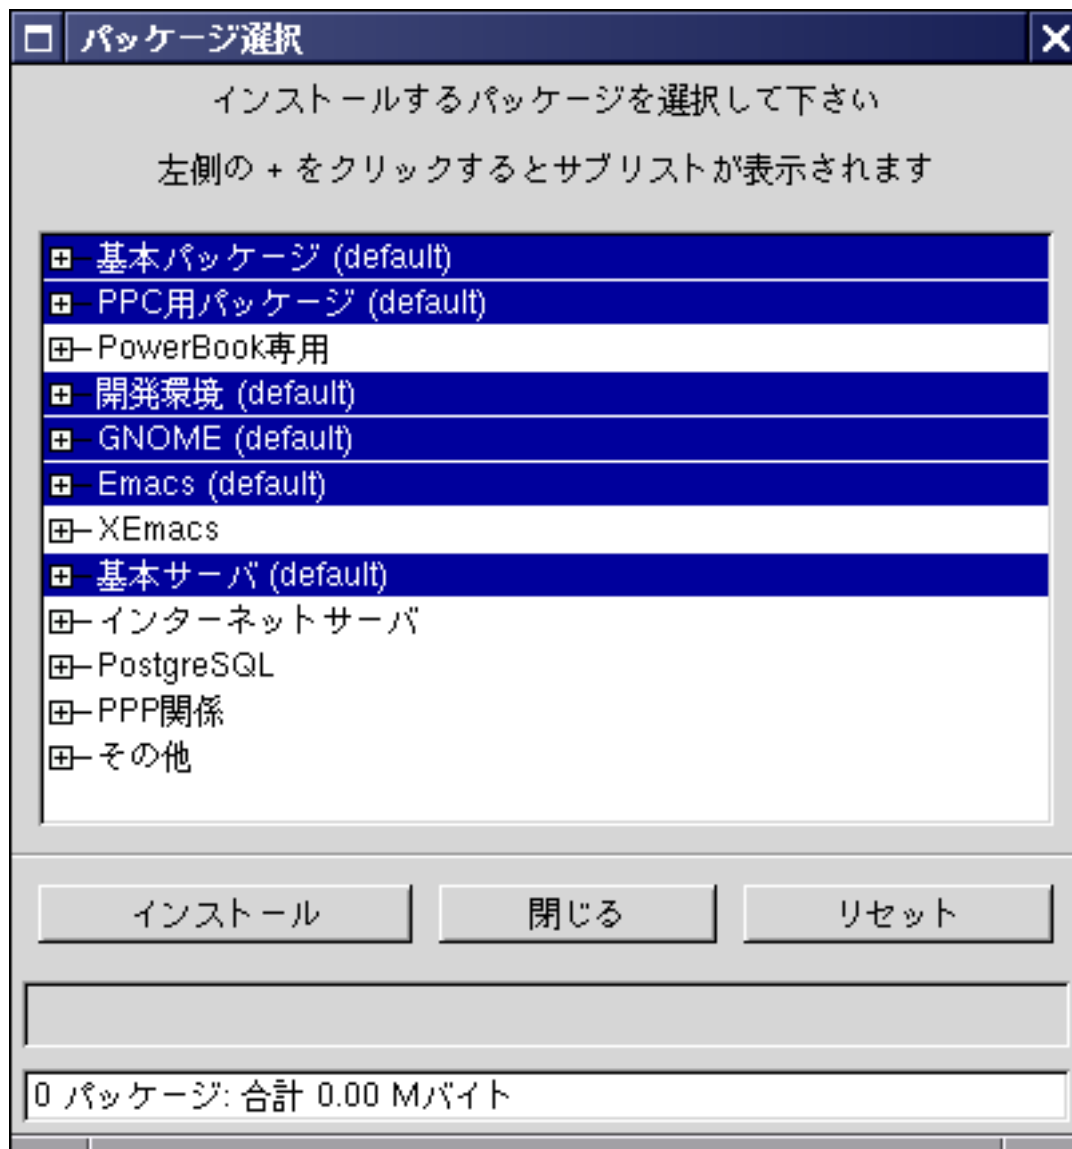 パッケージ選択
インストールするパッケージを選択して下さい
左側の + をクリックするとサブリストが表示されます
基本パッケージ (default)
PPC用パッケージ (default)
PowerBook専用
開発環境 (default)
GNOME (default)
Emacs (default)
XEmacs
基本サーバ (default)
インターネットサーバ
PostgreSQL
PPP関係
その他
インストール 閉じる リセット
0 パッケージ: 合計 0.00 Mバイト